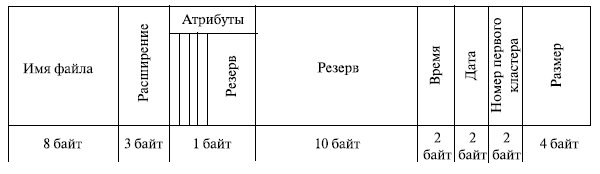 Атрибуты
Имя файла
Расширение
Резерв
Резерв
Время
Дата
Номер первого
кластера
Размер
8 байт
3 байт
1 байт
10 байт
2
байт
2
байт
2
байт
4 байт